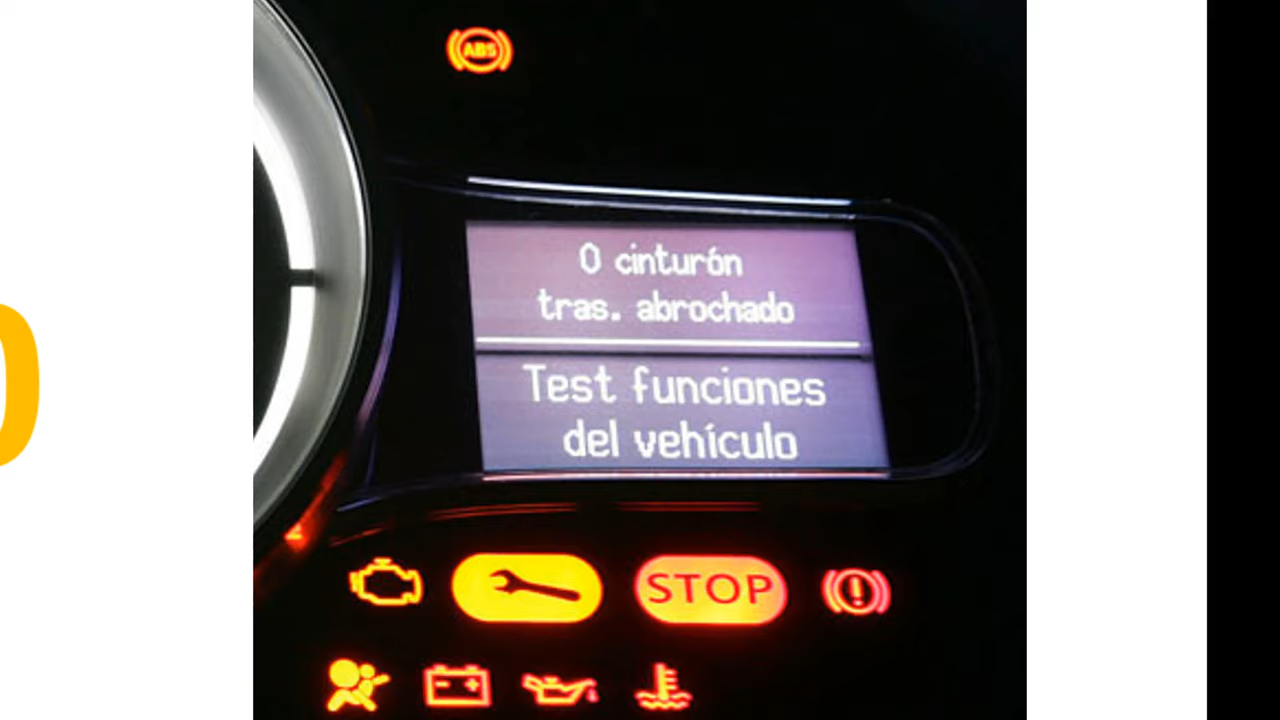 ABS
0 cinturón
tras. abrochado
Test funciones
del vehículo
STOP